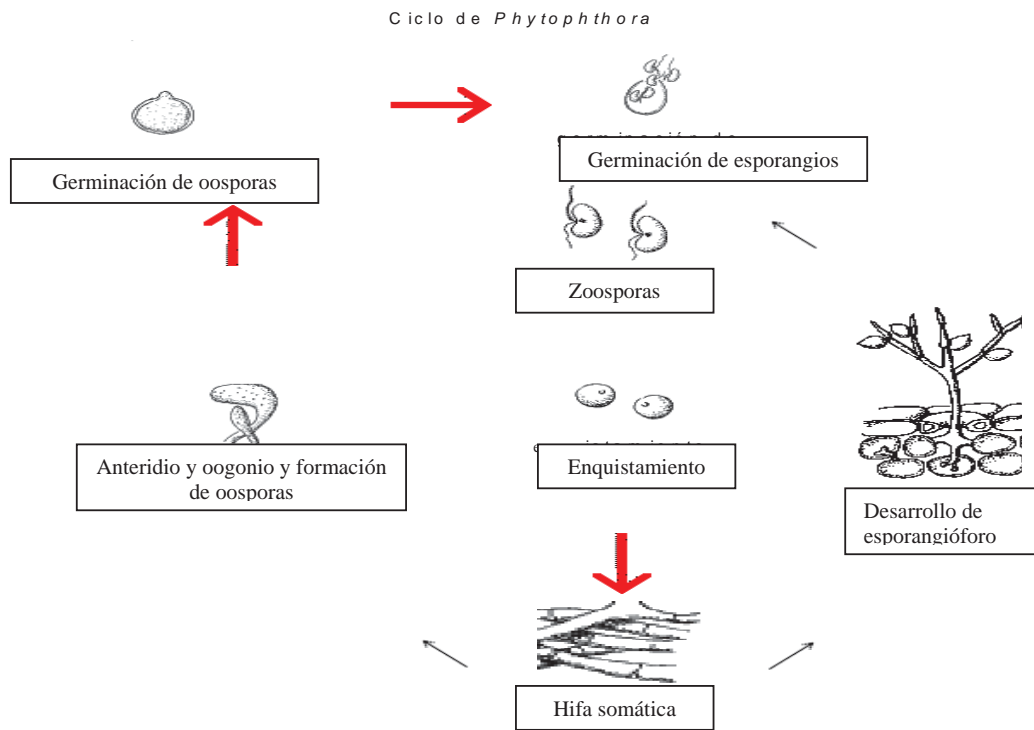 Ciclo de Phytophthora
Germinación de oosporas
Germinación de esporangios
Zoosporas
Anteridio y oogonio y formación
de oosporas
Enquistamiento
Desarrollo de
esporangióforo
Hifa somática